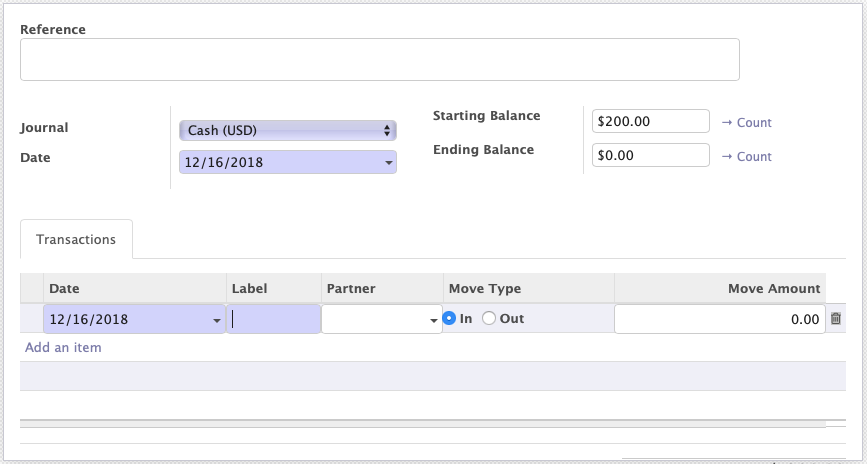 Reference
Journal
Cash (USD)
Date
12/16/2018
Starting Balance
$200.00
→ Count
Ending Balance
$0.00
→ Count
Transactions
Date Label Partner Move Type Move Amount
12/16/2018 In Out 0.00
Add an item